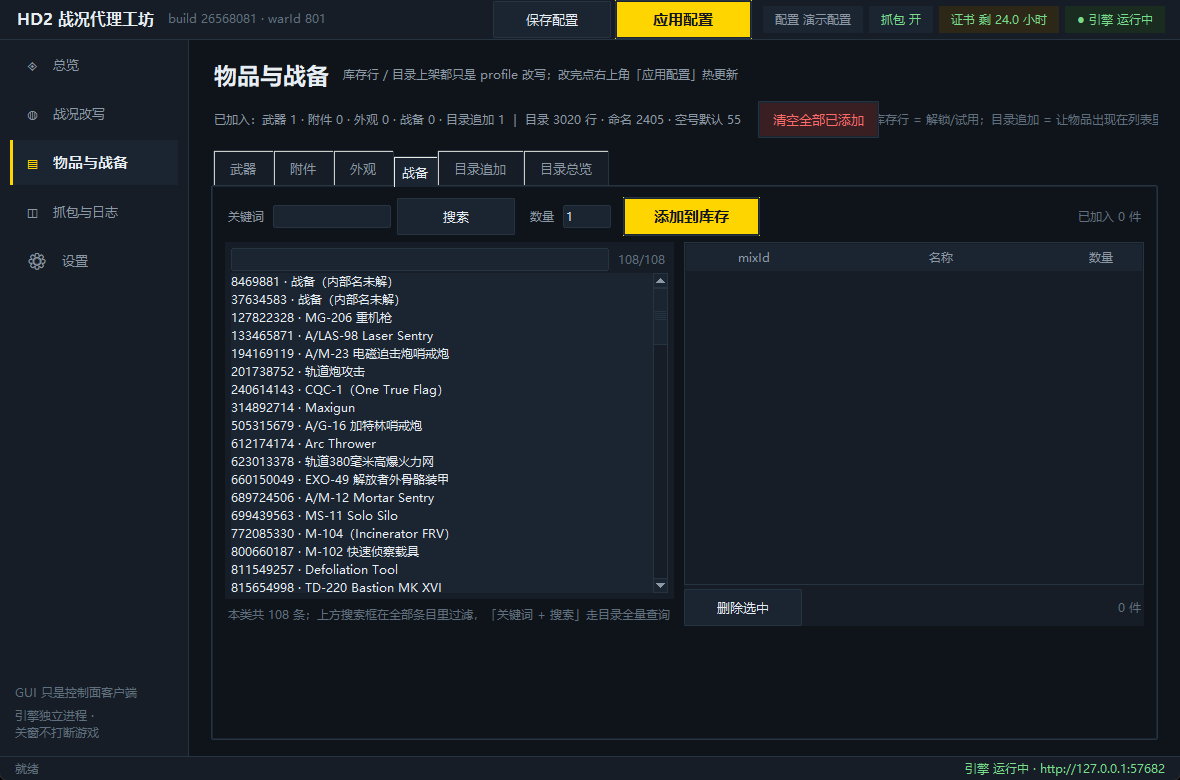 HD2 战况代理工坊 build 26568081 · warId 801 保存配置 应用配置 配置 演示配置 抓包 开 证书 剩 24.0 小时 ● 引擎 运行中
总览
战况改写
物品与战备
抓包与日志
设置
GUI 只是控制面客户端
引擎独立进程 ·
关窗不打断游戏
物品与战备 库存行 / 目录上架都只是 profile 改写；改完点右上角「应用配置」热更新
已加入：武器 1 · 附件 0 · 外观 0 · 战备 0 · 目录追加 1 | 目录 3020 行 · 命名 2405 · 空号默认 55 清空全部已添加 库存行 = 解锁/试用；目录追加 = 让物品出现在列表里
武器 附件 外观 战备 目录追加 目录总览
关键词 搜索 数量 1 添加到库存 已加入 0 件
108/108
8469881 · 战备（内部名未解）
37634583 · 战备（内部名未解）
127822328 · MG-206 重机枪
133465871 · A/LAS-98 Laser Sentry
194169119 · A/M-23 电磁迫击炮哨戒炮
201738752 · 轨道炮攻击
240614143 · CQC-1（One True Flag）
314892714 · Maxigun
505315679 · A/G-16 加特林哨戒炮
612174174 · Arc Thrower
623013378 · 轨道380毫米高爆火力网
660150049 · EXO-49 解放者外骨骼装甲
689724506 · A/M-12 Mortar Sentry
699439563 · MS-11 Solo Silo
772085330 · M-104（Incinerator FRV）
800660187 · M-102 快速侦察载具
811549257 · Defoliation Tool
815654998 · TD-220 Bastion MK XVI
本类共 108 条；上方搜索框在全部条目里过滤，「关键词 + 搜索」走目录全量查询
mixId 名称 数量
删除选中 0 件
就绪 引擎 运行中 · http://127.0.0.1:57682